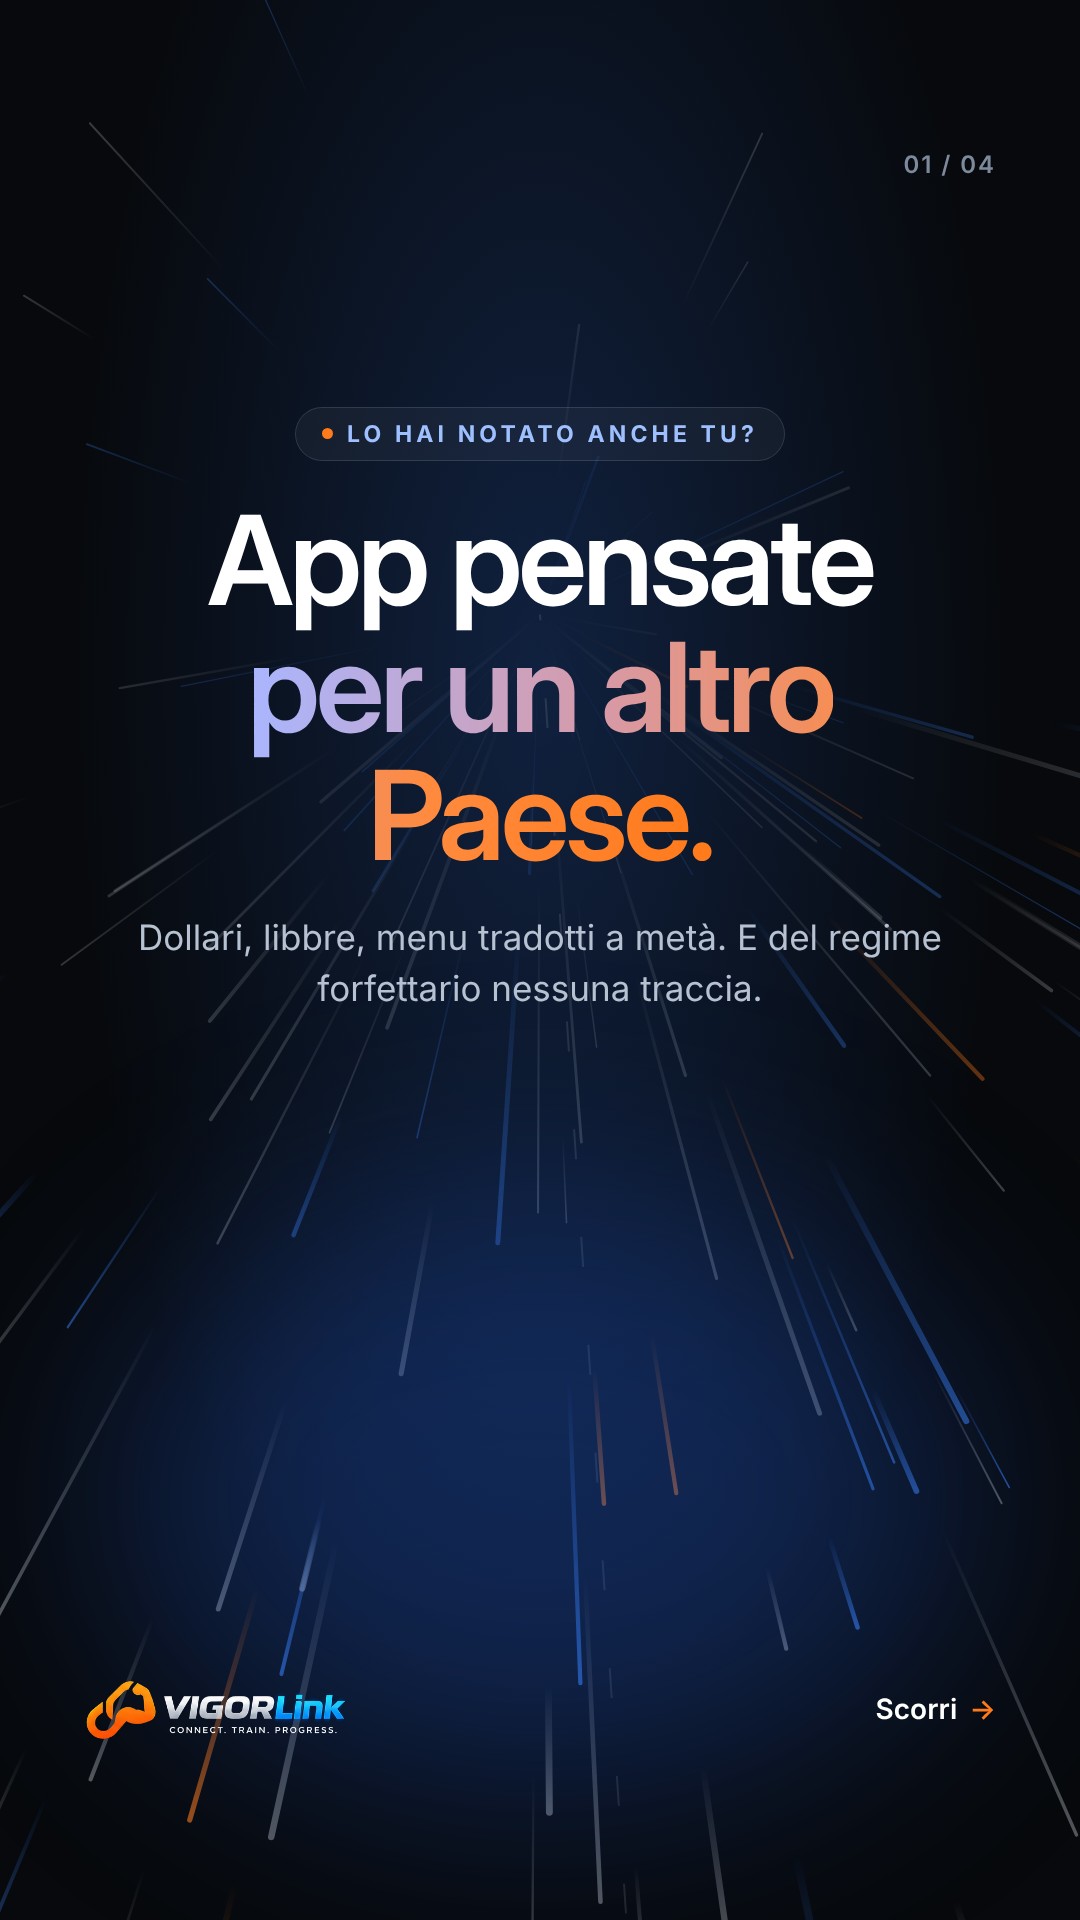 01 / 04
LO HAI NOTATO ANCHE TU?
App pensate
per un altro
Paese.
Dollari, libbre, menu tradotti a metà. E del regime
forfettario nessuna traccia.
VIGORLink
CONNECT. TRAIN. PROGRESS.
Scorri →